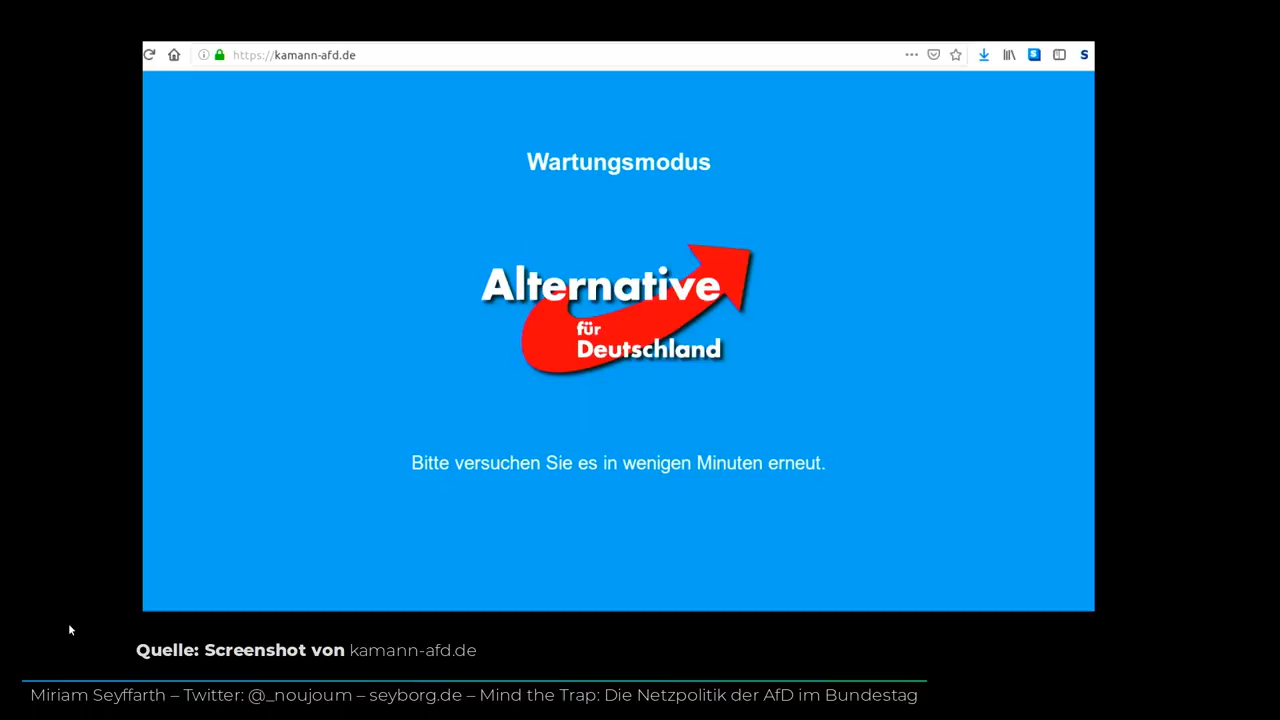 https://kamann-afd.de
Wartungsmodus
Alternative
für
Deutschland
Bitte versuchen Sie es in wenigen Minuten erneut.
Quelle: Screenshot von kamann-afd.de
Miriam Seyffarth – Twitter: @_noujoum – seyborg.de – Mind the Trap: Die Netzpolitik der AfD im Bundestag